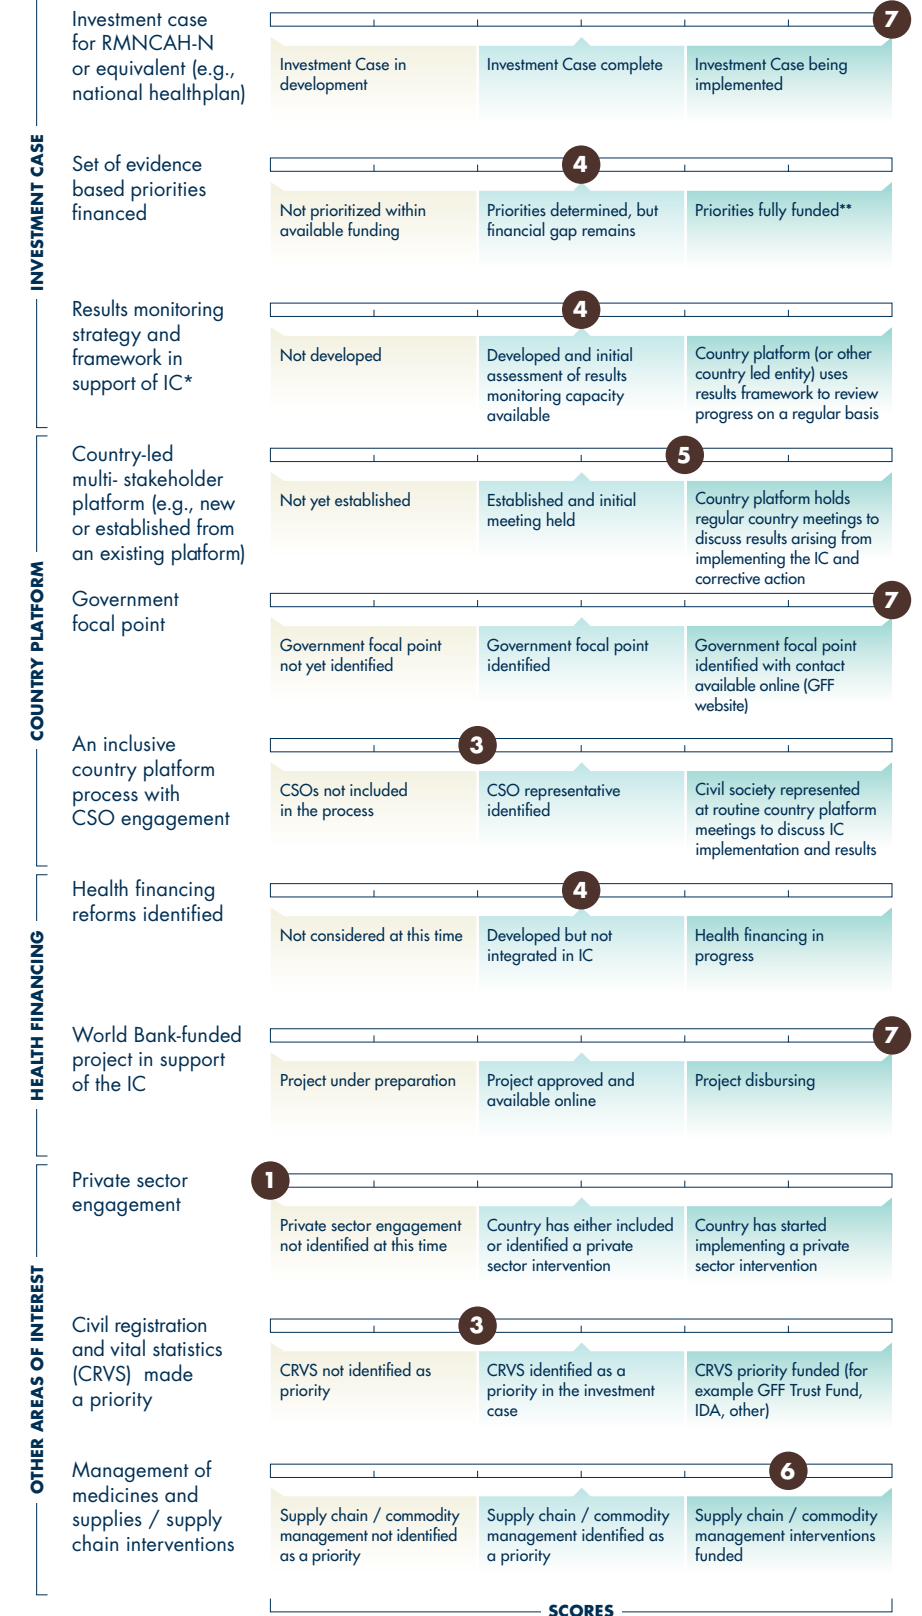 INVESTMENT CASE
Investment case
for RMNCAH-N
or equivalent (e.g.,
national healthplan)
7
Investment Case in
development
Investment Case complete
Investment Case being
implemented
Set of evidence
based priorities
financed
4
Not prioritized within
available funding
Priorities determined, but
financial gap remains
Priorities fully funded**
Results monitoring
strategy and
framework in
support of IC*
4
Not developed
Developed and initial
assessment of results
monitoring capacity
available
Country platform (or other
country led entity) uses
results framework to review
progress on a regular basis
COUNTRY PLATFORM
Country-led
multi- stakeholder
platform (e.g., new
or established from
an existing platform)
5
Not yet established
Established and initial
meeting held
Country platform holds
regular country meetings to
discuss results arising from
implementing the IC and
corrective action
Government
focal point
7
Government focal point
not yet identified
Government focal point
identified
Government focal point
identified with contact
available online (GFF
website)
An inclusive
country platform
process with
CSO engagement
3
CSOs not included
in the process
CSO representative
identified
Civil society represented
at routine country platform
meetings to discuss IC
implementation and results
HEALTH FINANCING
Health financing
reforms identified
4
Not considered at this time
Developed but not
integrated in IC
Health financing in
progress
World Bank-funded
project in support
of the IC
7
Project under preparation
Project approved and
available online
Project disbursing
OTHER AREAS OF INTEREST
Private sector
engagement
1
Private sector engagement
not identified at this time
Country has either included
or identified a private
sector intervention
Country has started
implementing a private
sector intervention
Civil registration
and vital statistics
(CRVS) made
a priority
3
CRVS not identified as
priority
CRVS identified as a
priority in the investment
case
CRVS priority funded (for
example GFF Trust Fund,
IDA, other)
Management of
medicines and
supplies / supply
chain interventions
6
Supply chain / commodity
management not identified
as a priority
Supply chain / commodity
management identified as
a priority
Supply chain / commodity
management interventions
funded
SCORES